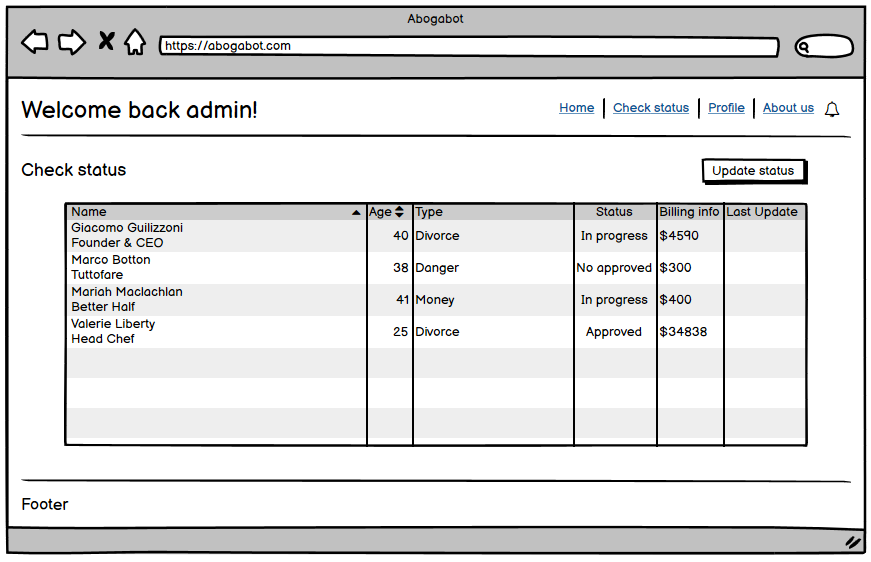 Abogabot
https://abogabot.com
Welcome back admin!
Home Check status Profile About us
Check status
Update status
Name Age Type Status Billing info Last Update
Giacomo Guilizzoni
Founder & CEO
40 Divorce In progress $4590
Marco Botton
Tuttofare
38 Danger No approved $300
Mariah Maclachlan
Better Half
41 Money In progress $400
Valerie Liberty
Head Chef
25 Divorce Approved $34838
Footer